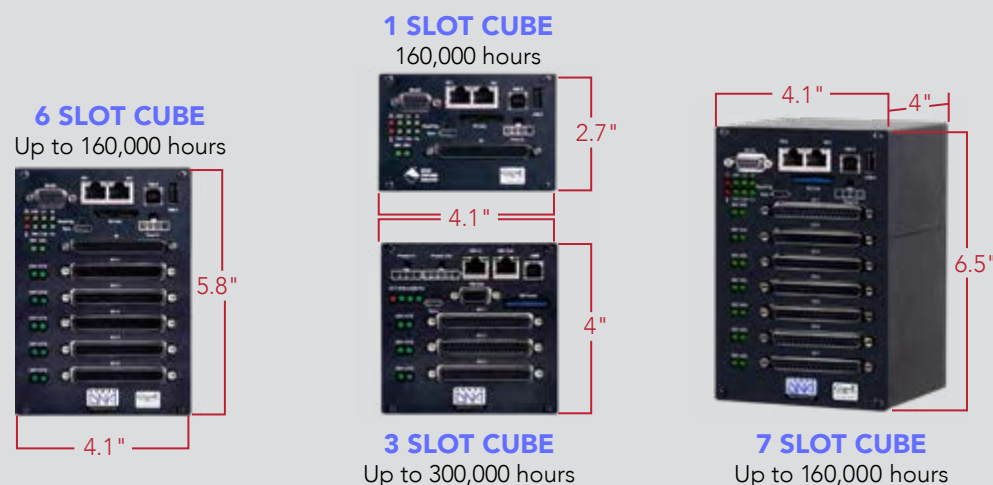 1 SLOT CUBE
160,000 hours
2.7"
4.1"
6 SLOT CUBE
Up to 160,000 hours
5.8"
4.1"
4.1"
4"
3 SLOT CUBE
Up to 300,000 hours
4.1"
4"
6.5"
7 SLOT CUBE
Up to 160,000 hours